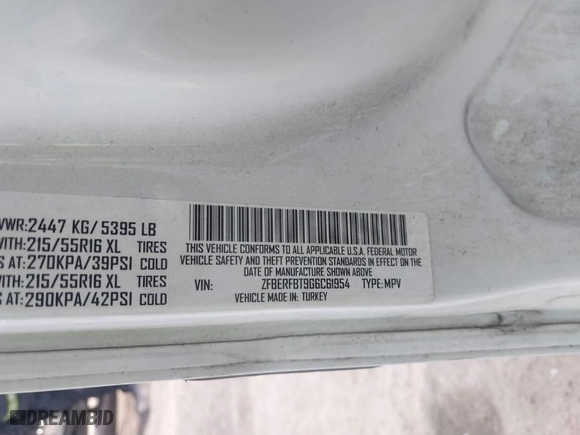 VWR:2447 KG/5395 LB
WITH:215/55R16 XL TIRES
S AT:270KPA/39PSI COLD
WITH:215/55R16 XL TIRES
S AT:290KPA/42PSI COLD
THIS VEHICLE CONFORMS TO ALL APPLICABLE U.S.A. FEDERAL MOTOR
VEHICLE SAFETY AND THEFT PREVENTION STANDARDS IN EFFECT
ON THE DATE OF MANUFACTURE SHOWN ABOVE
VIN: ZFBERFBT9G6C61954 TYPE:MPV
VEHICLE MADE IN: TURKEY
DREAMBID